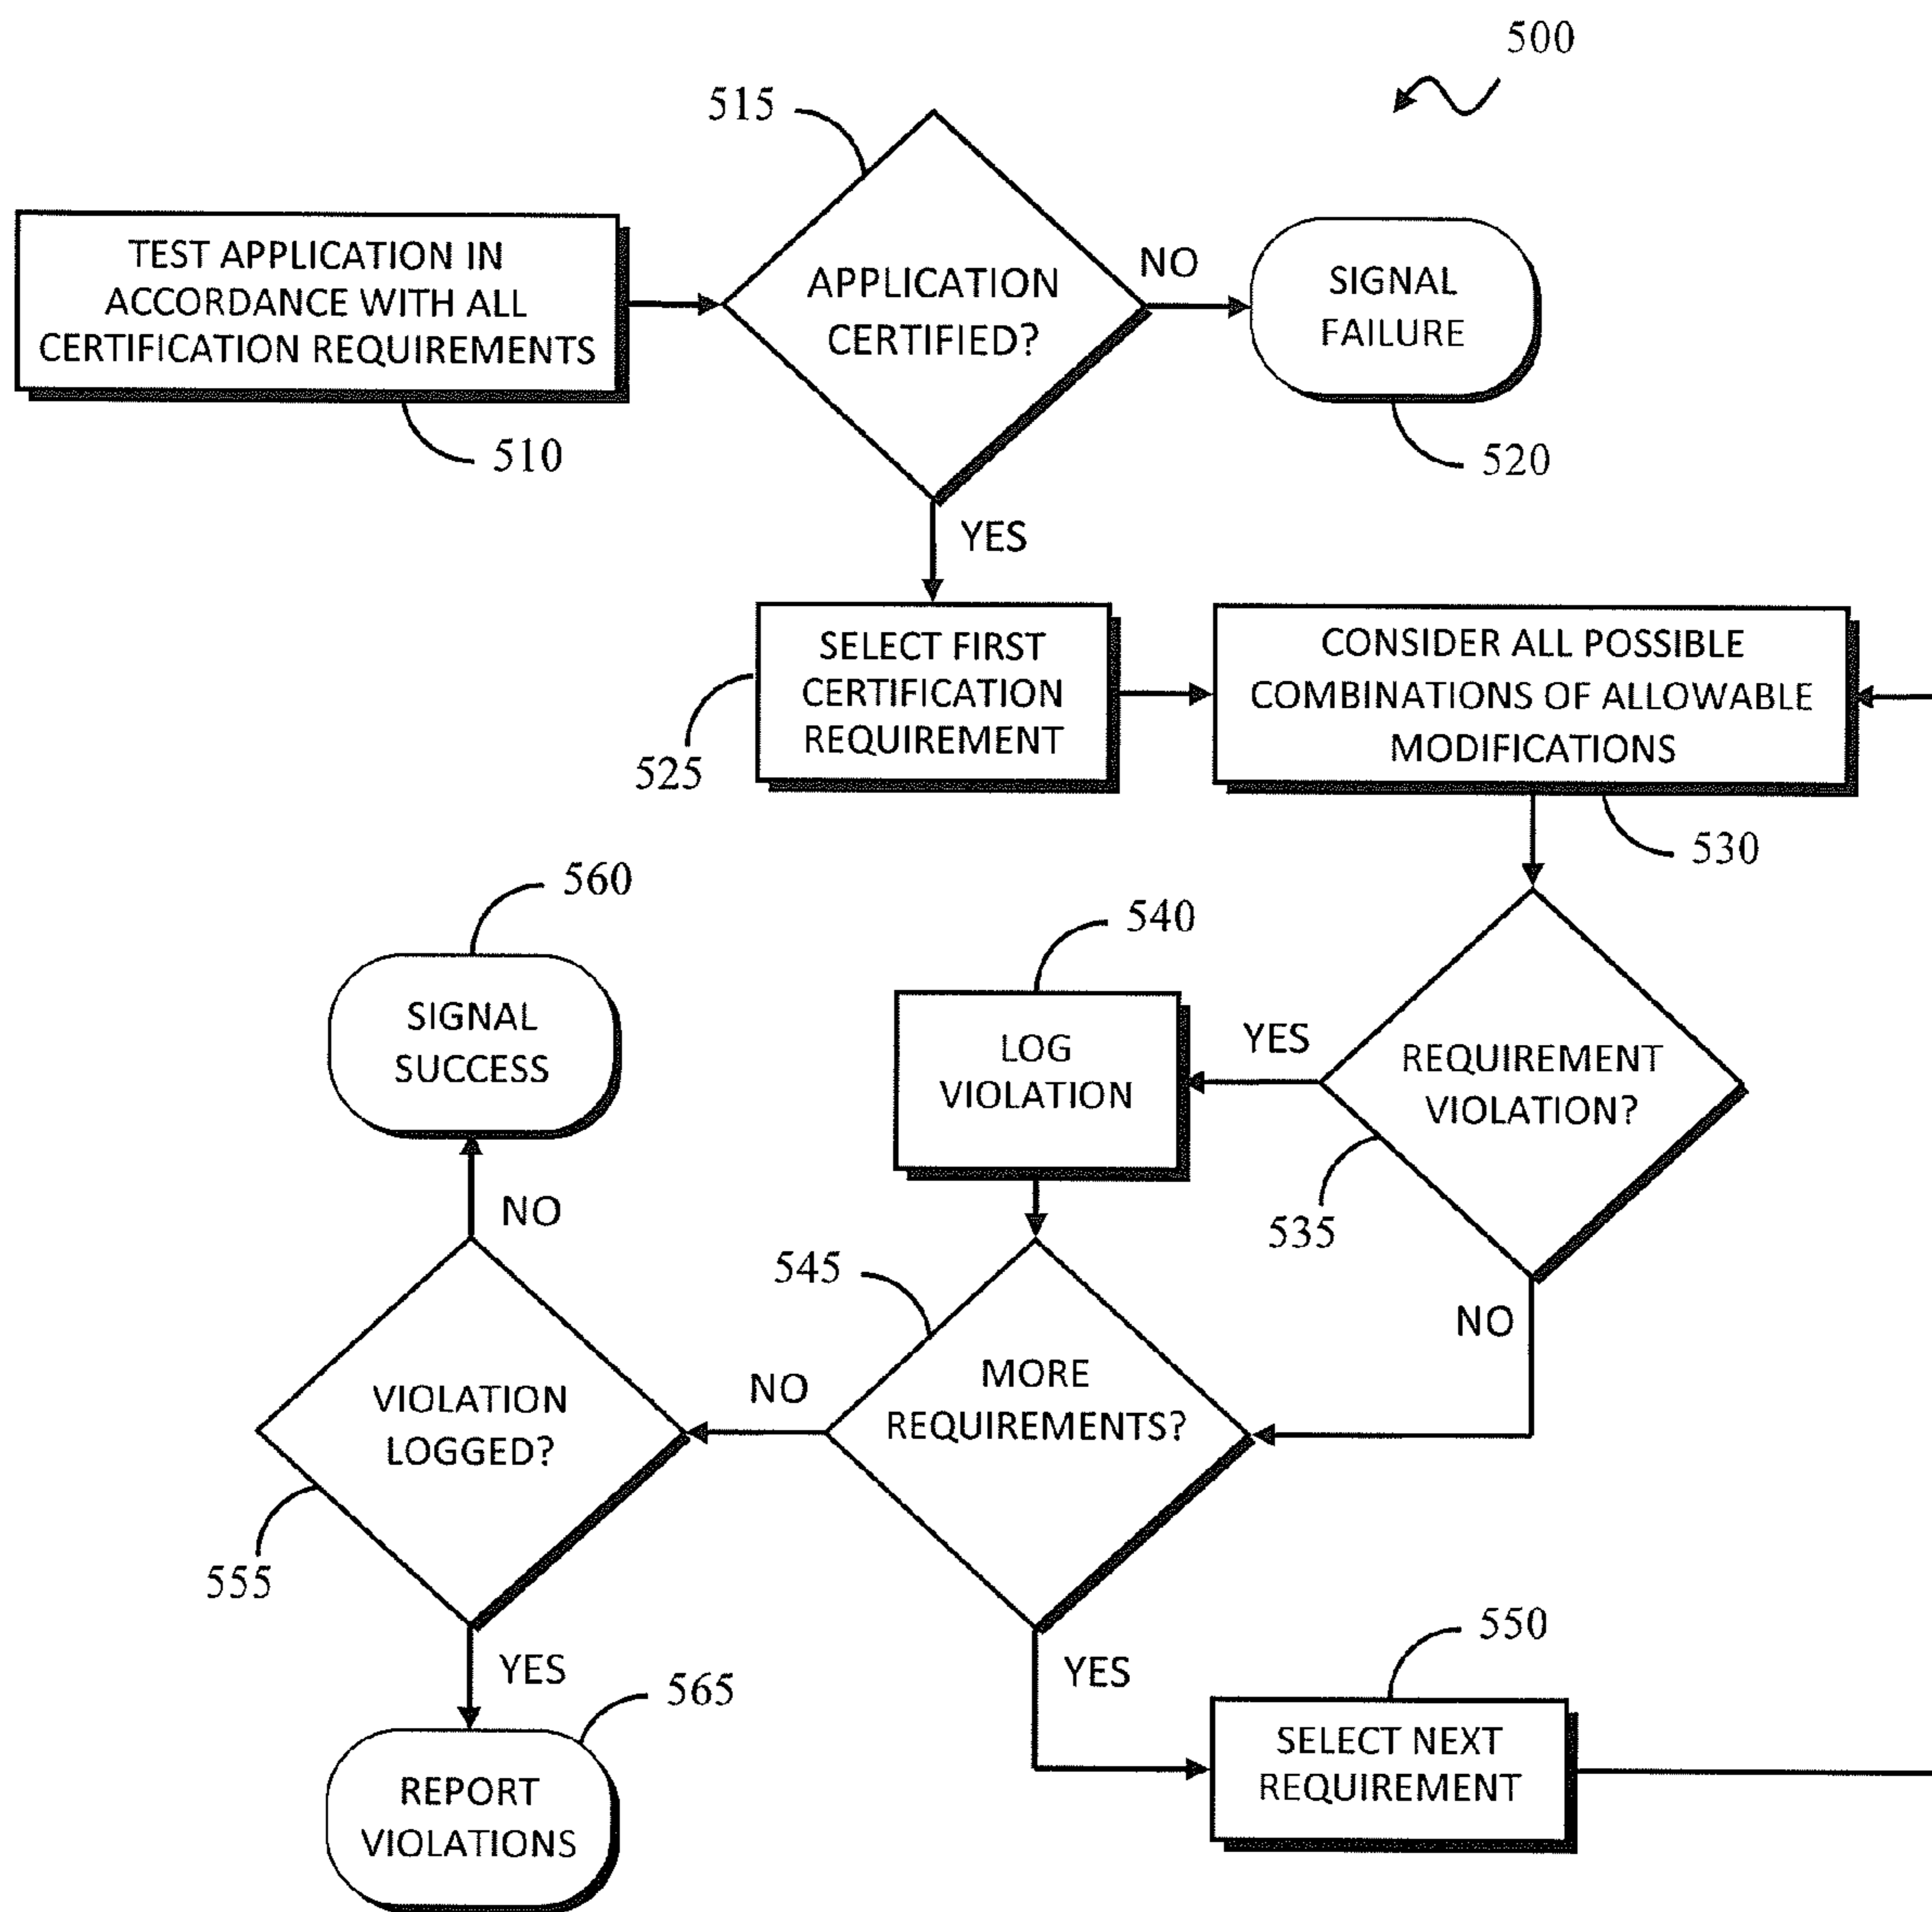 500
515
TEST APPLICATION IN
ACCORDANCE WITH ALL
CERTIFICATION REQUIREMENTS
510
APPLICATION
CERTIFIED?
NO
SIGNAL
FAILURE
520
YES
SELECT FIRST
CERTIFICATION
REQUIREMENT
525
CONSIDER ALL POSSIBLE
COMBINATIONS OF ALLOWABLE
MODIFICATIONS
530
REQUIREMENT
VIOLATION?
535
YES
540
LOG
VIOLATION
NO
545
MORE
REQUIREMENTS?
YES
550
SELECT NEXT
REQUIREMENT
NO
VIOLATION
LOGGED?
555
NO
560
SIGNAL
SUCCESS
YES
565
REPORT
VIOLATIONS